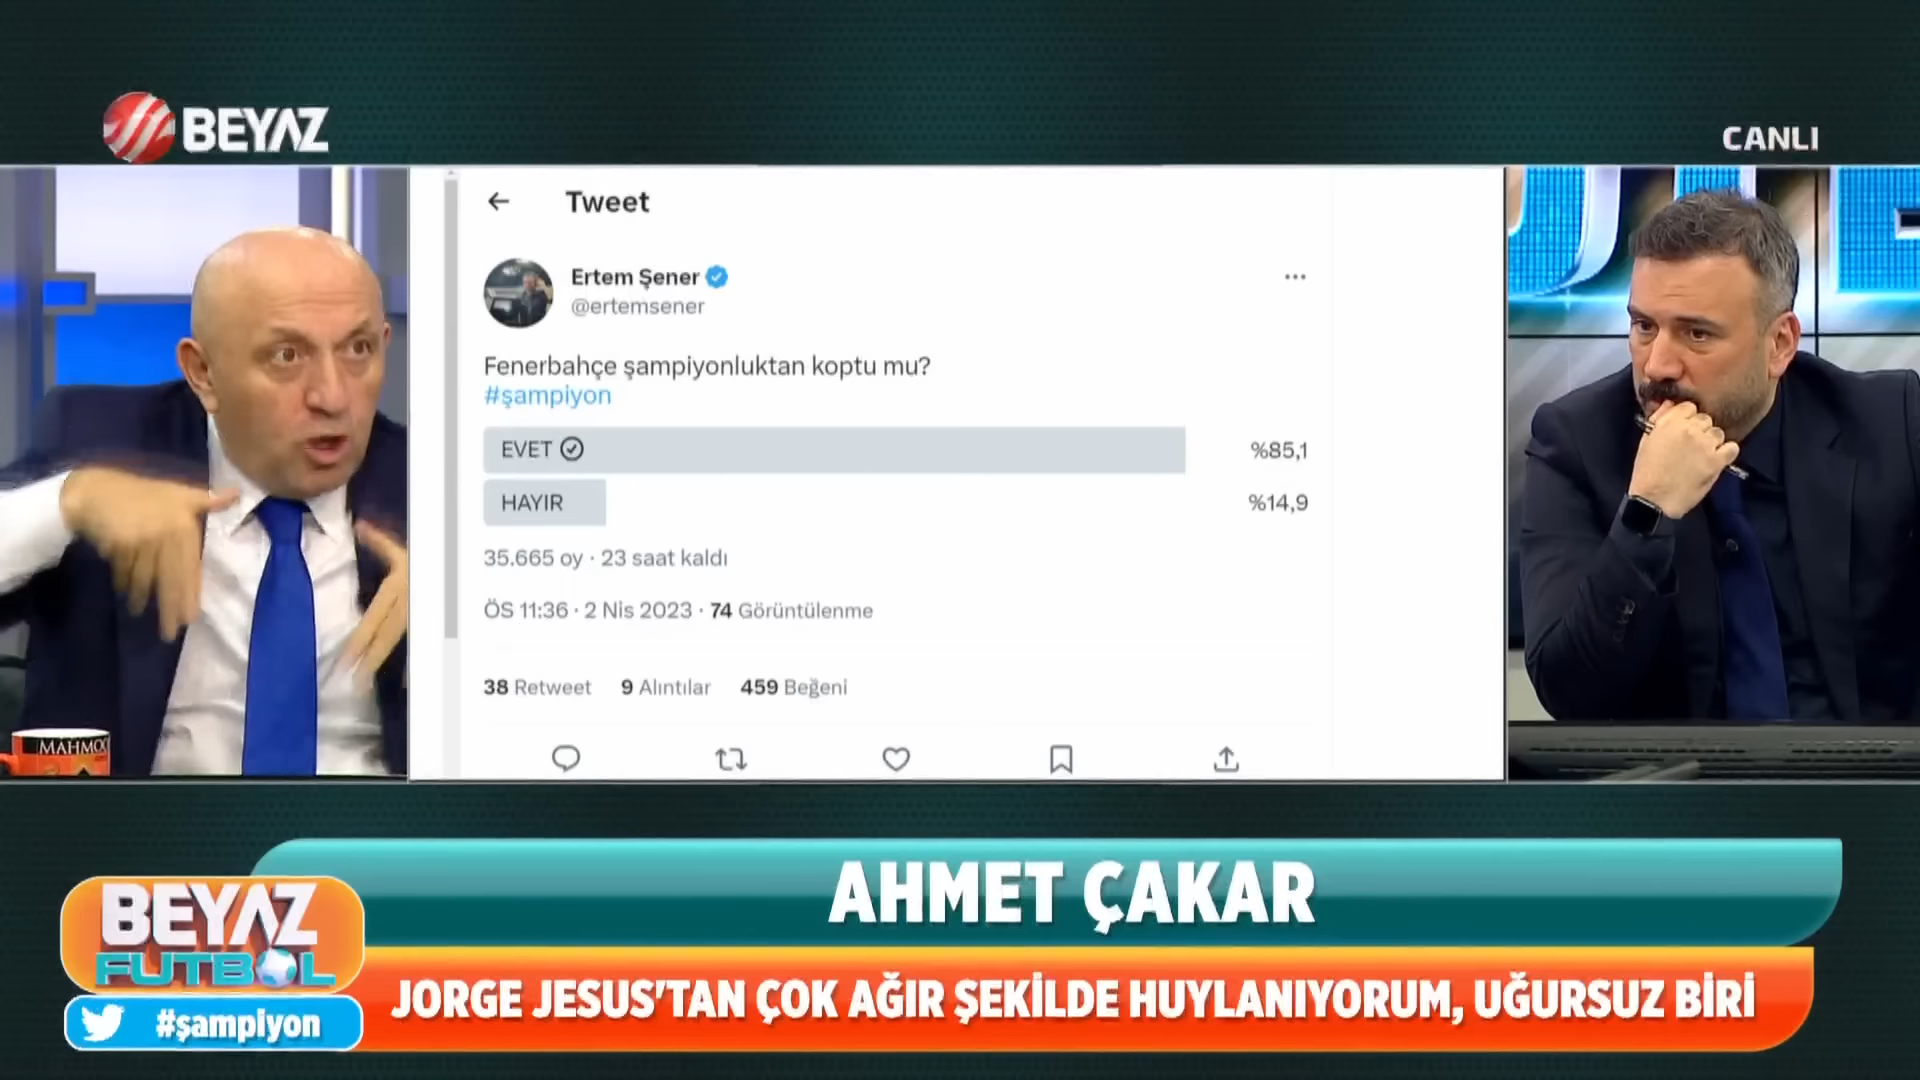 BEYAZ
CANLI
Tweet
Ertem Şener
@ertemsener
Fenerbahçe şampiyonluktan koptu mu?
#şampiyon
EVET
%85,1
HAYIR
%14,9
35.665 oy · 23 saat kaldı
ÖS 11:36 · 2 Nis 2023 · 74 Görüntülenme
38 Retweet 9 Alıntılar 459 Beğeni
MAHMO
AHMET ÇAKAR
BEYAZ
FUTBOL
JORGE JESUS'TAN ÇOK AĞIR ŞEKİLDE HUYLANIYORUM, UĞURSUZ BİRİ
#şampiyon